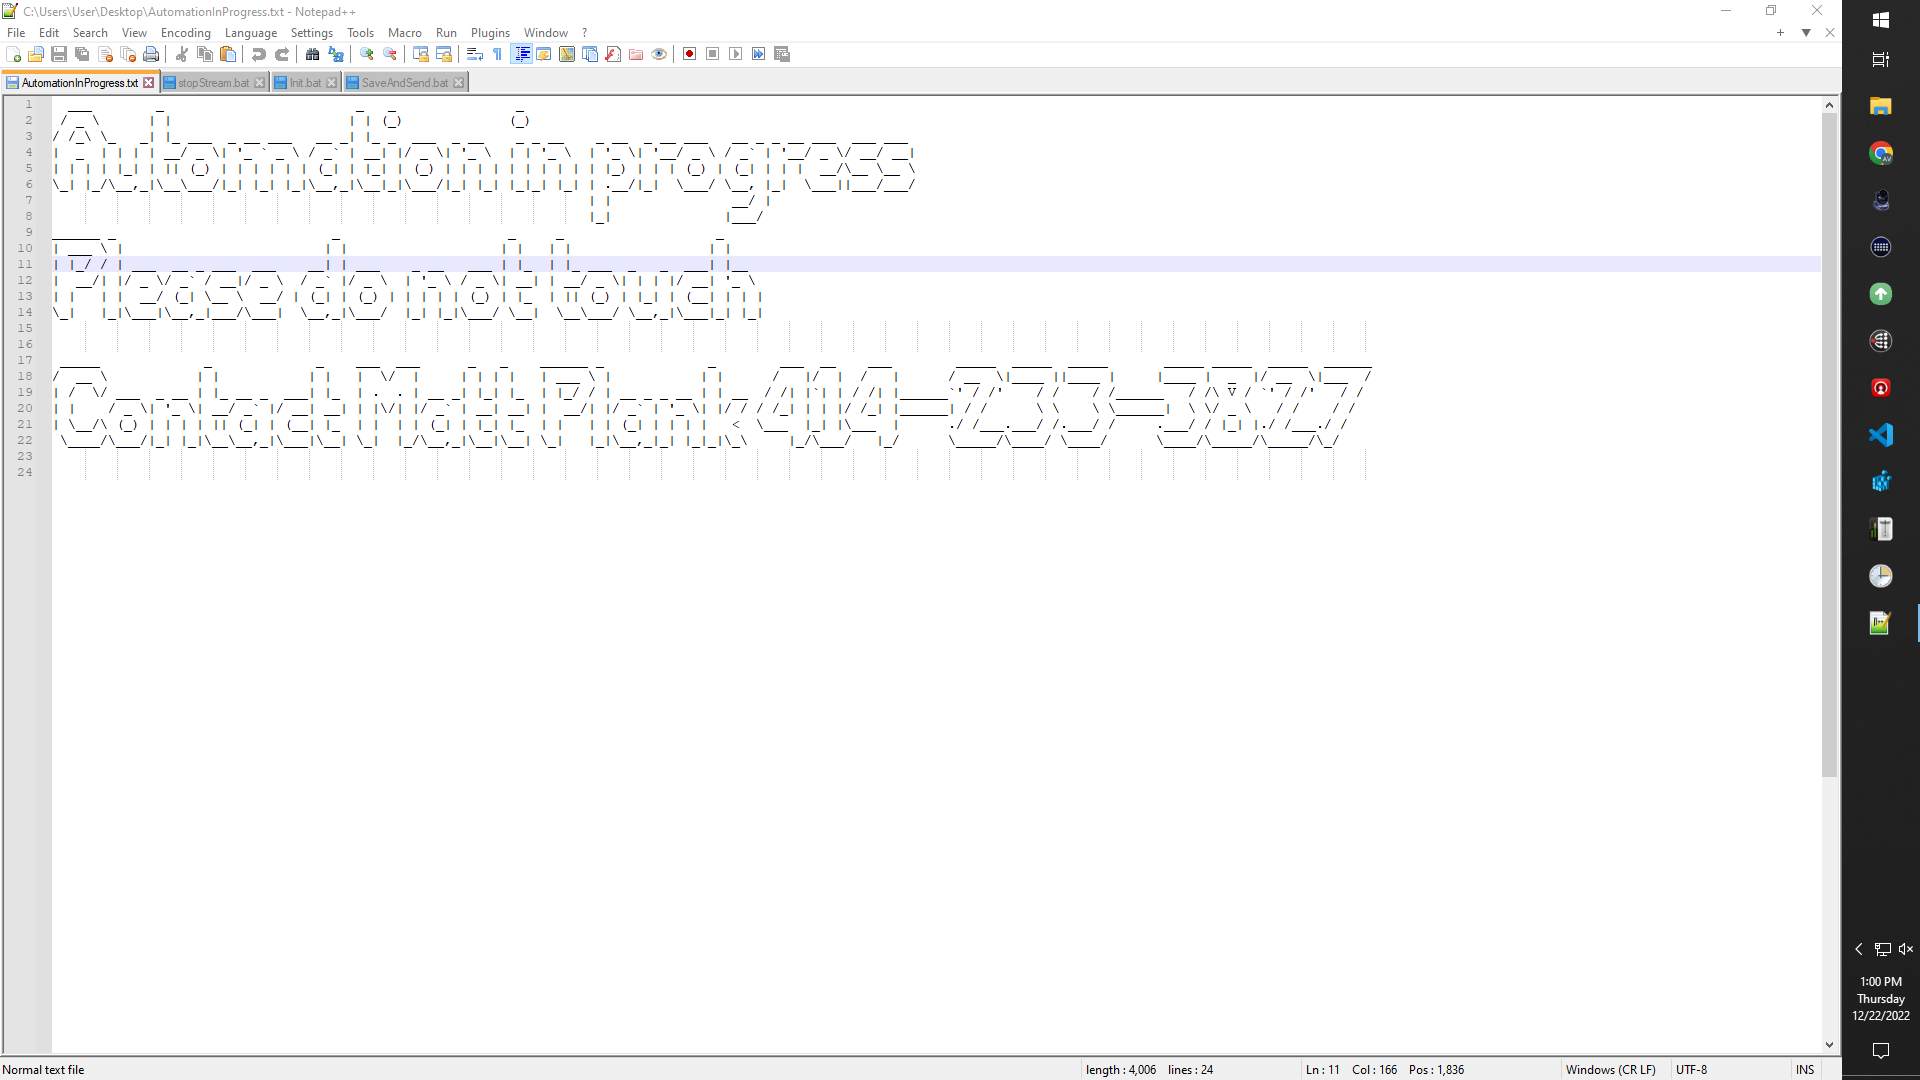 C:\Users\User\Desktop\AutomationInProgress.txt - Notepad++
File Edit Search View Encoding Language Settings Tools Macro Run Plugins Window ?
AutomationInProgress.txt stopStream.bat Init.bat SaveAndSend.bat
1
2
3
4
5
6
7
8
9
10
11
12
13
14
15
16
17
18
19
20
21
22
23
24
Automation in progress
Please do not touch
Contact Matt Plank 414-233-3827
Normal text file
length : 4,006 lines : 24
Ln : 11 Col : 166 Pos : 1,836
Windows (CR LF)
UTF-8
INS
1:00 PM
Thursday
12/22/2022